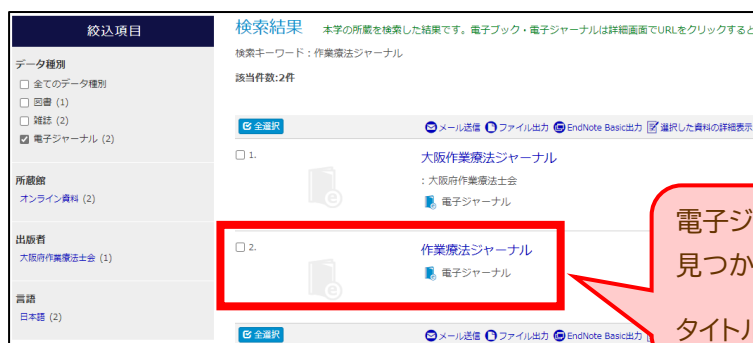 絞込項目
データ種別
全てのデータ種別
図書 (1)
雑誌 (2)
電子ジャーナル (2)
所蔵館
オンライン資料 (2)
出版者
大阪府作業療法士会 (1)
言語
日本語 (2)
検索結果 本学の所蔵を検索した結果です。電子ブック・電子ジャーナルは詳細画面でURLをクリックすると
検索キーワード：作業療法ジャーナル
該当件数:2件
全選択 メール送信 ファイル出力 EndNote Basic出力 選択した資料の詳細表示
1. 大阪作業療法ジャーナル
: 大阪府作業療法士会
電子ジャーナル
2. 作業療法ジャーナル
電子ジャーナル
全選択 メール送信 ファイル出力 EndNote Basic出力
電子ジ
見つか
タイトル